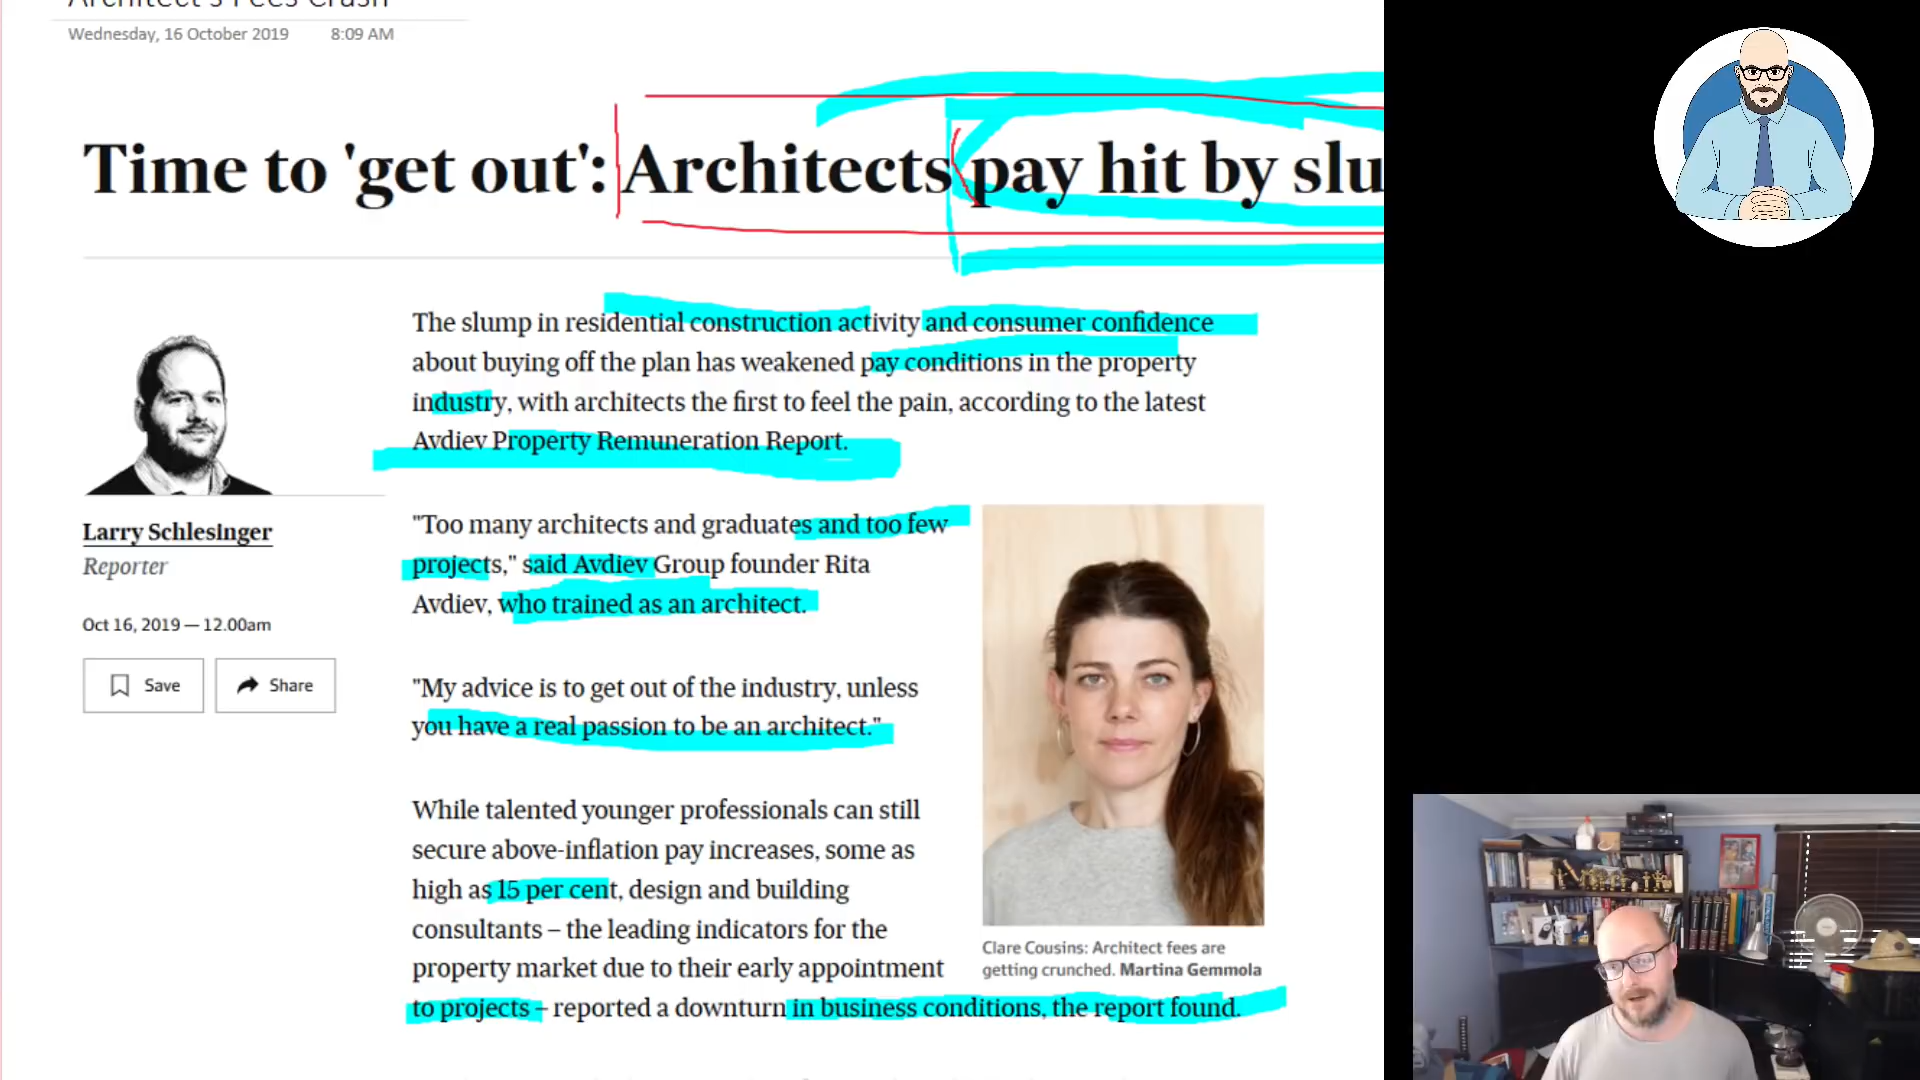 Architect's Fees Crash
Wednesday, 16 October 2019 8:09 AM
Time to 'get out': Architects pay hit by slu
The slump in residential construction activity and consumer confidence
about buying off the plan has weakened pay conditions in the property
industry, with architects the first to feel the pain, according to the latest
Avdiev Property Remuneration Report.
Larry Schlesinger
Reporter
Oct 16, 2019 — 12.00am
Save Share
"Too many architects and graduates and too few
projects," said Avdiev Group founder Rita
Avdiev, who trained as an architect.
"My advice is to get out of the industry, unless
you have a real passion to be an architect."
While talented younger professionals can still
secure above-inflation pay increases, some as
high as 15 per cent, design and building
consultants – the leading indicators for the
property market due to their early appointment
to projects – reported a downturn in business conditions, the report found.
Clare Cousins: Architect fees are
getting crunched. Martina Gemmola